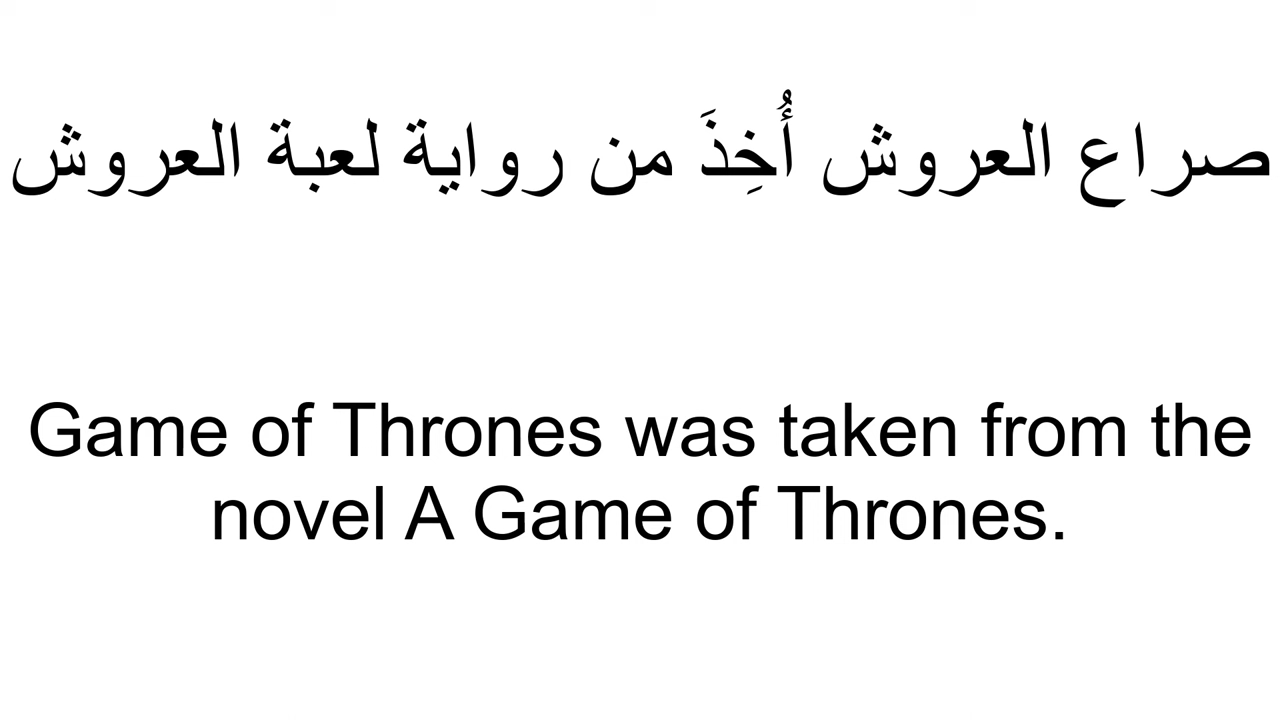 صراع العروش أُخِذَ من رواية لعبة العروش
Game of Thrones was taken from the
novel A Game of Thrones.